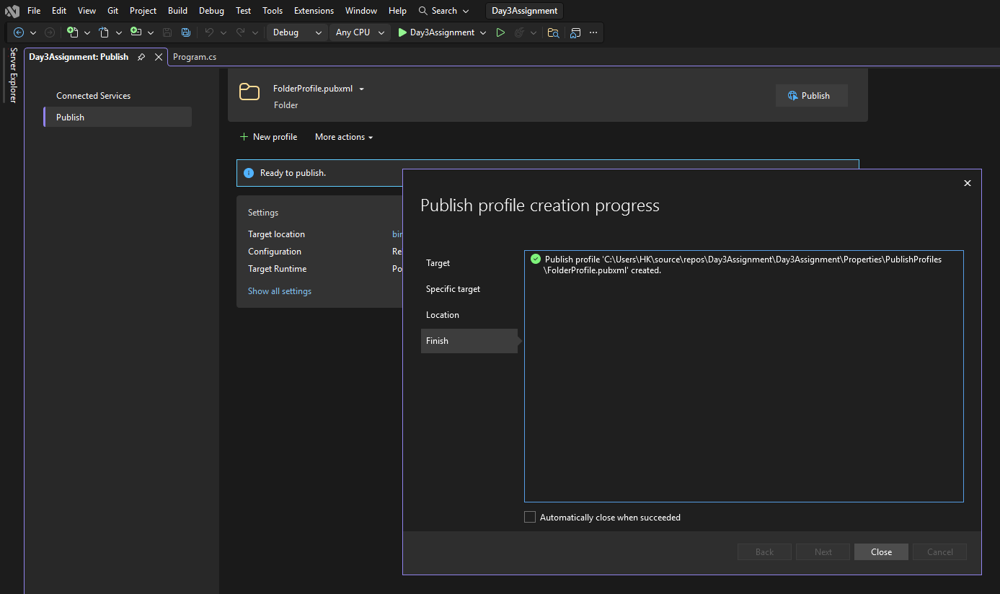 File Edit View Git Project Build Debug Test Tools Extensions Window Help Search Day3Assignment
Debug Any CPU Day3Assignment
Server Explorer
Day3Assignment: Publish Program.cs
Connected Services
Publish
FolderProfile.pubxml
Folder
Publish
New profile More actions
Ready to publish.
Settings
Target location bin
Configuration Re
Target Runtime Po
Show all settings
Publish profile creation progress
Target
Specific target
Location
Finish
Publish profile 'C:\Users\HK\source\repos\Day3Assignment\Day3Assignment\Properties\PublishProfiles
\FolderProfile.pubxml' created.
Automatically close when succeeded
Back Next Close Cancel